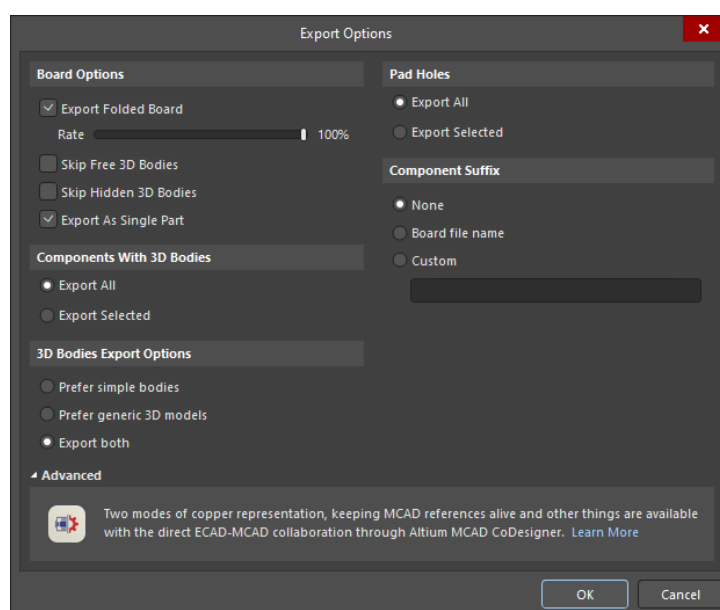 Export Options
Board Options
Export Folded Board
Rate 100%
Skip Free 3D Bodies
Skip Hidden 3D Bodies
Export As Single Part
Components With 3D Bodies
Export All
Export Selected
3D Bodies Export Options
Prefer simple bodies
Prefer generic 3D models
Export both
Pad Holes
Export All
Export Selected
Component Suffix
None
Board file name
Custom
Advanced
Two modes of copper representation, keeping MCAD references alive and other things are available
with the direct ECAD-MCAD collaboration through Altium MCAD CoDesigner. Learn More
OK Cancel